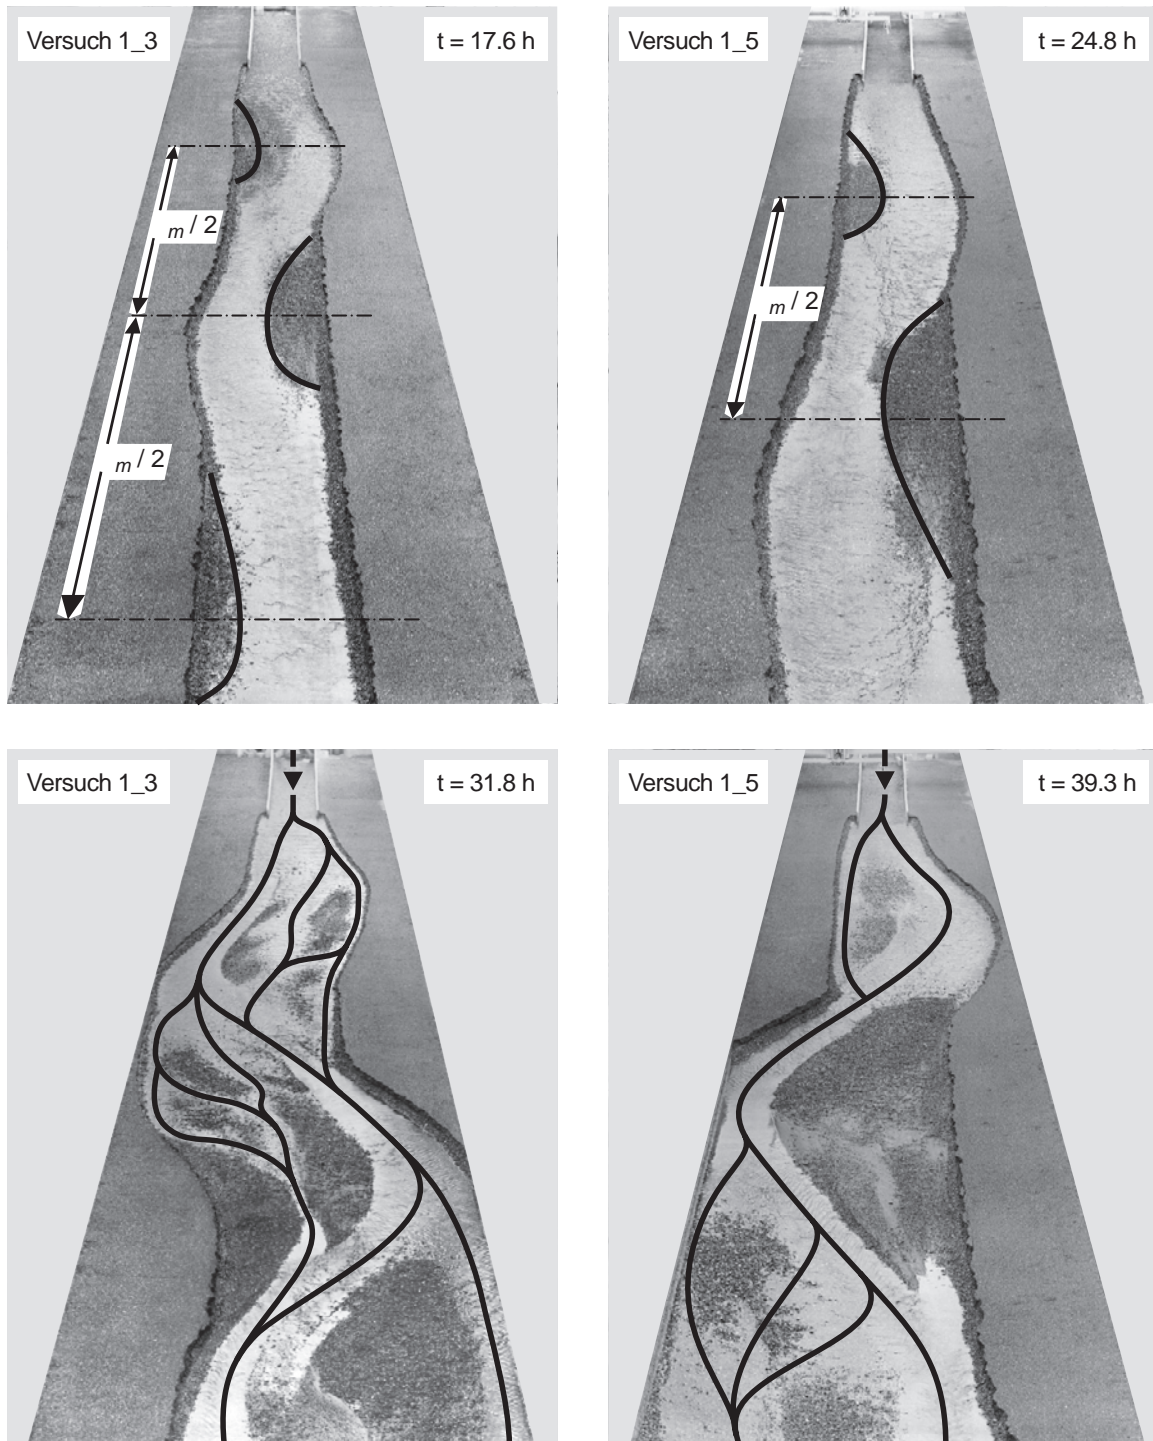 Versuch 1_3
t = 17.6 h
m / 2
m / 2
Versuch 1_5
t = 24.8 h
m / 2
Versuch 1_3
t = 31.8 h
Versuch 1_5
t = 39.3 h